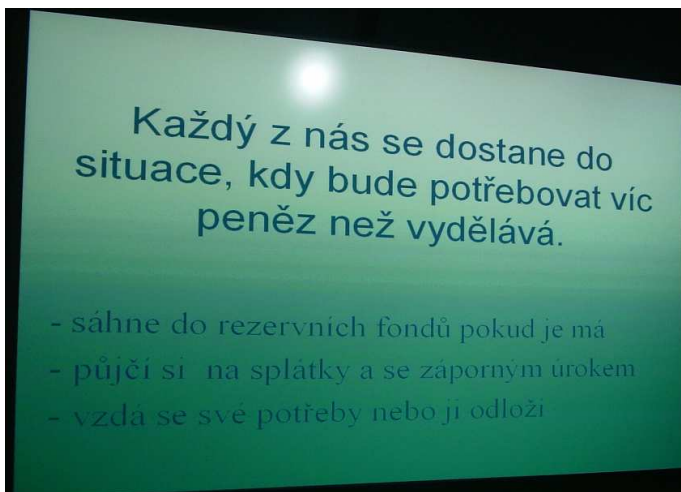 Každý z nás se dostane do
situace, kdy bude potřebovat víc
peněz než vydělává.
- sáhne do rezervních fondů pokud je má
- půjčí si na splátky a se záporným úrokem
- vzdá se své potřeby nebo ji odloží